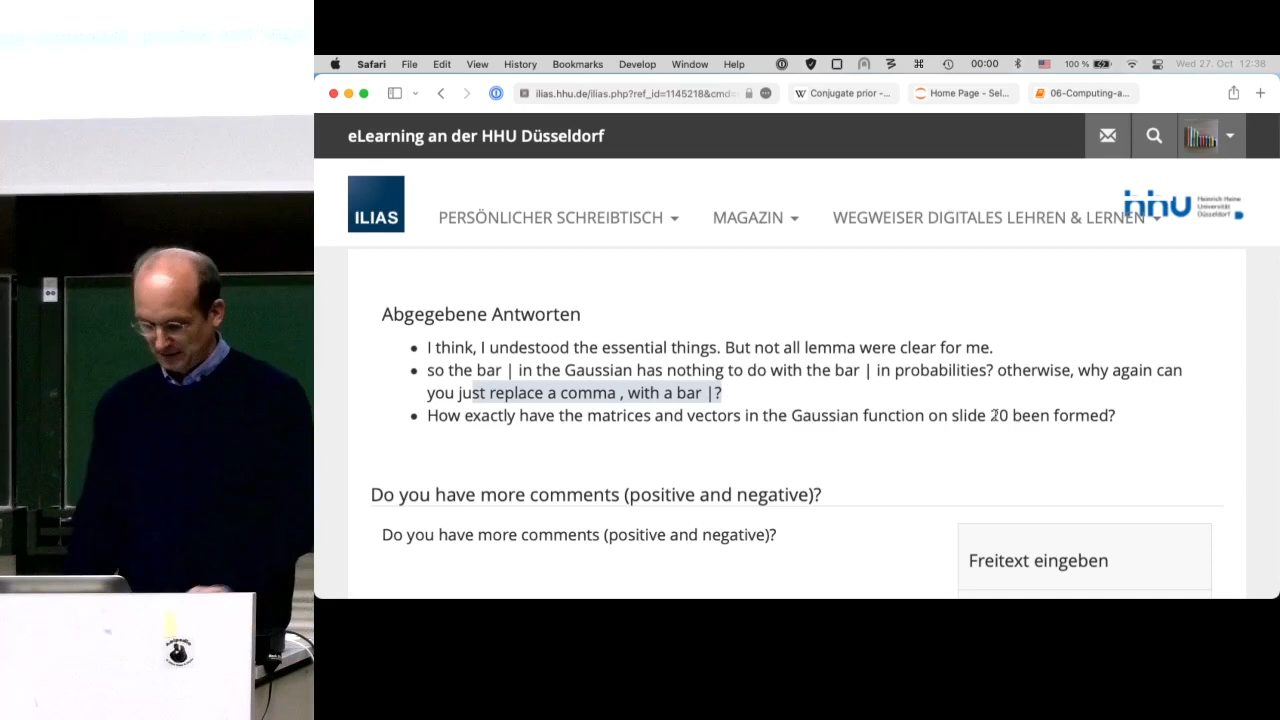 Safari File Edit View History Bookmarks Develop Window Help 00:00 100 % Wed 27. Oct 12:38
ilias.hhu.de/ilias.php?ref_id=1145218&cmd= W Conjugate prior -... Home Page - Sel... 06-Computing-a...
eLearning an der HHU Düsseldorf
ILIAS
PERSÖNLICHER SCHREIBTISCH MAGAZIN WEGWEISER DIGITALES LEHREN & LERNEN
hhu Heinrich Heine
Universität
Düsseldorf
Abgegebene Antworten
• I think, I undestood the essential things. But not all lemma were clear for me.
• so the bar | in the Gaussian has nothing to do with the bar | in probabilities? otherwise, why again can
you just replace a comma , with a bar |?
• How exactly have the matrices and vectors in the Gaussian function on slide 20 been formed?
Do you have more comments (positive and negative)?
Do you have more comments (positive and negative)?
Freitext eingeben